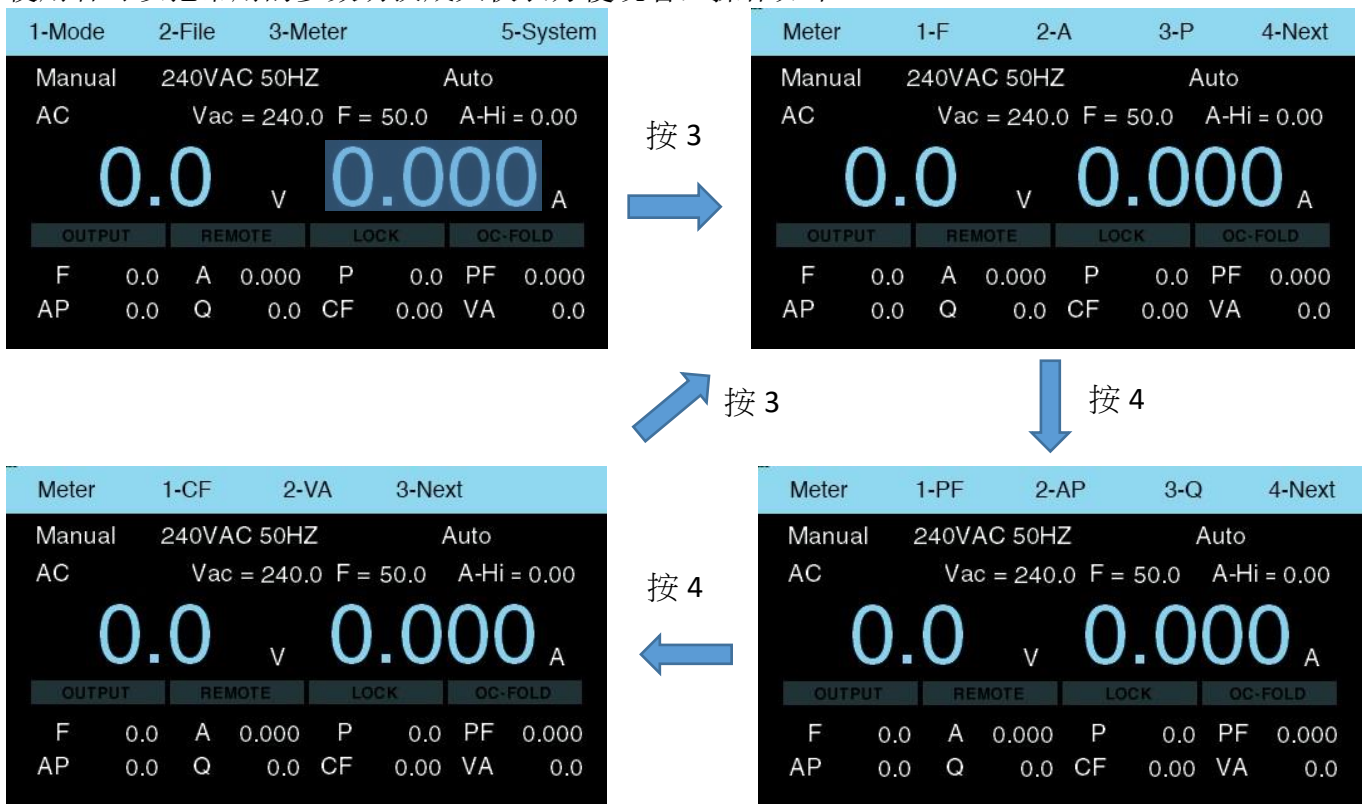 1-Mode 2-File 3-Meter 5-System
Manual 240VAC 50HZ Auto
AC Vac = 240.0 F = 50.0 A-Hi = 0.00
0.0 V 0.000 A
OUTPUT REMOTE LOCK OC-FOLD
F 0.0 A 0.000 P 0.0 PF 0.000
AP 0.0 Q 0.0 CF 0.00 VA 0.0
按 3
Meter 1-F 2-A 3-P 4-Next
Manual 240VAC 50HZ Auto
AC Vac = 240.0 F = 50.0 A-Hi = 0.00
0.0 V 0.000 A
OUTPUT REMOTE LOCK OC-FOLD
F 0.0 A 0.000 P 0.0 PF 0.000
AP 0.0 Q 0.0 CF 0.00 VA 0.0
按 3
按 4
Meter 1-CF 2-VA 3-Next
Manual 240VAC 50HZ Auto
AC Vac = 240.0 F = 50.0 A-Hi = 0.00
0.0 V 0.000 A
OUTPUT REMOTE LOCK OC-FOLD
F 0.0 A 0.000 P 0.0 PF 0.000
AP 0.0 Q 0.0 CF 0.00 VA 0.0
按 4
Meter 1-PF 2-AP 3-Q 4-Next
Manual 240VAC 50HZ Auto
AC Vac = 240.0 F = 50.0 A-Hi = 0.00
0.0 V 0.000 A
OUTPUT REMOTE LOCK OC-FOLD
F 0.0 A 0.000 P 0.0 PF 0.000
AP 0.0 Q 0.0 CF 0.00 VA 0.0